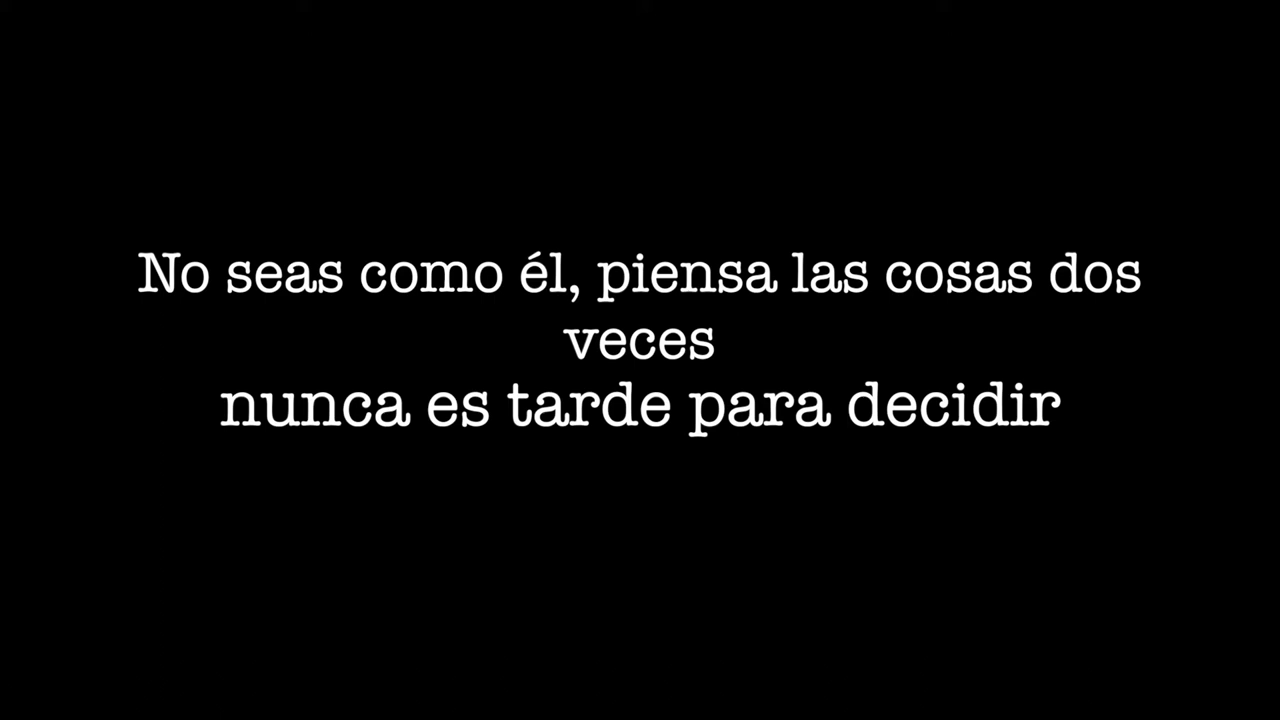 No seas como él, piensa las cosas dos
veces
nunca es tarde para decidir